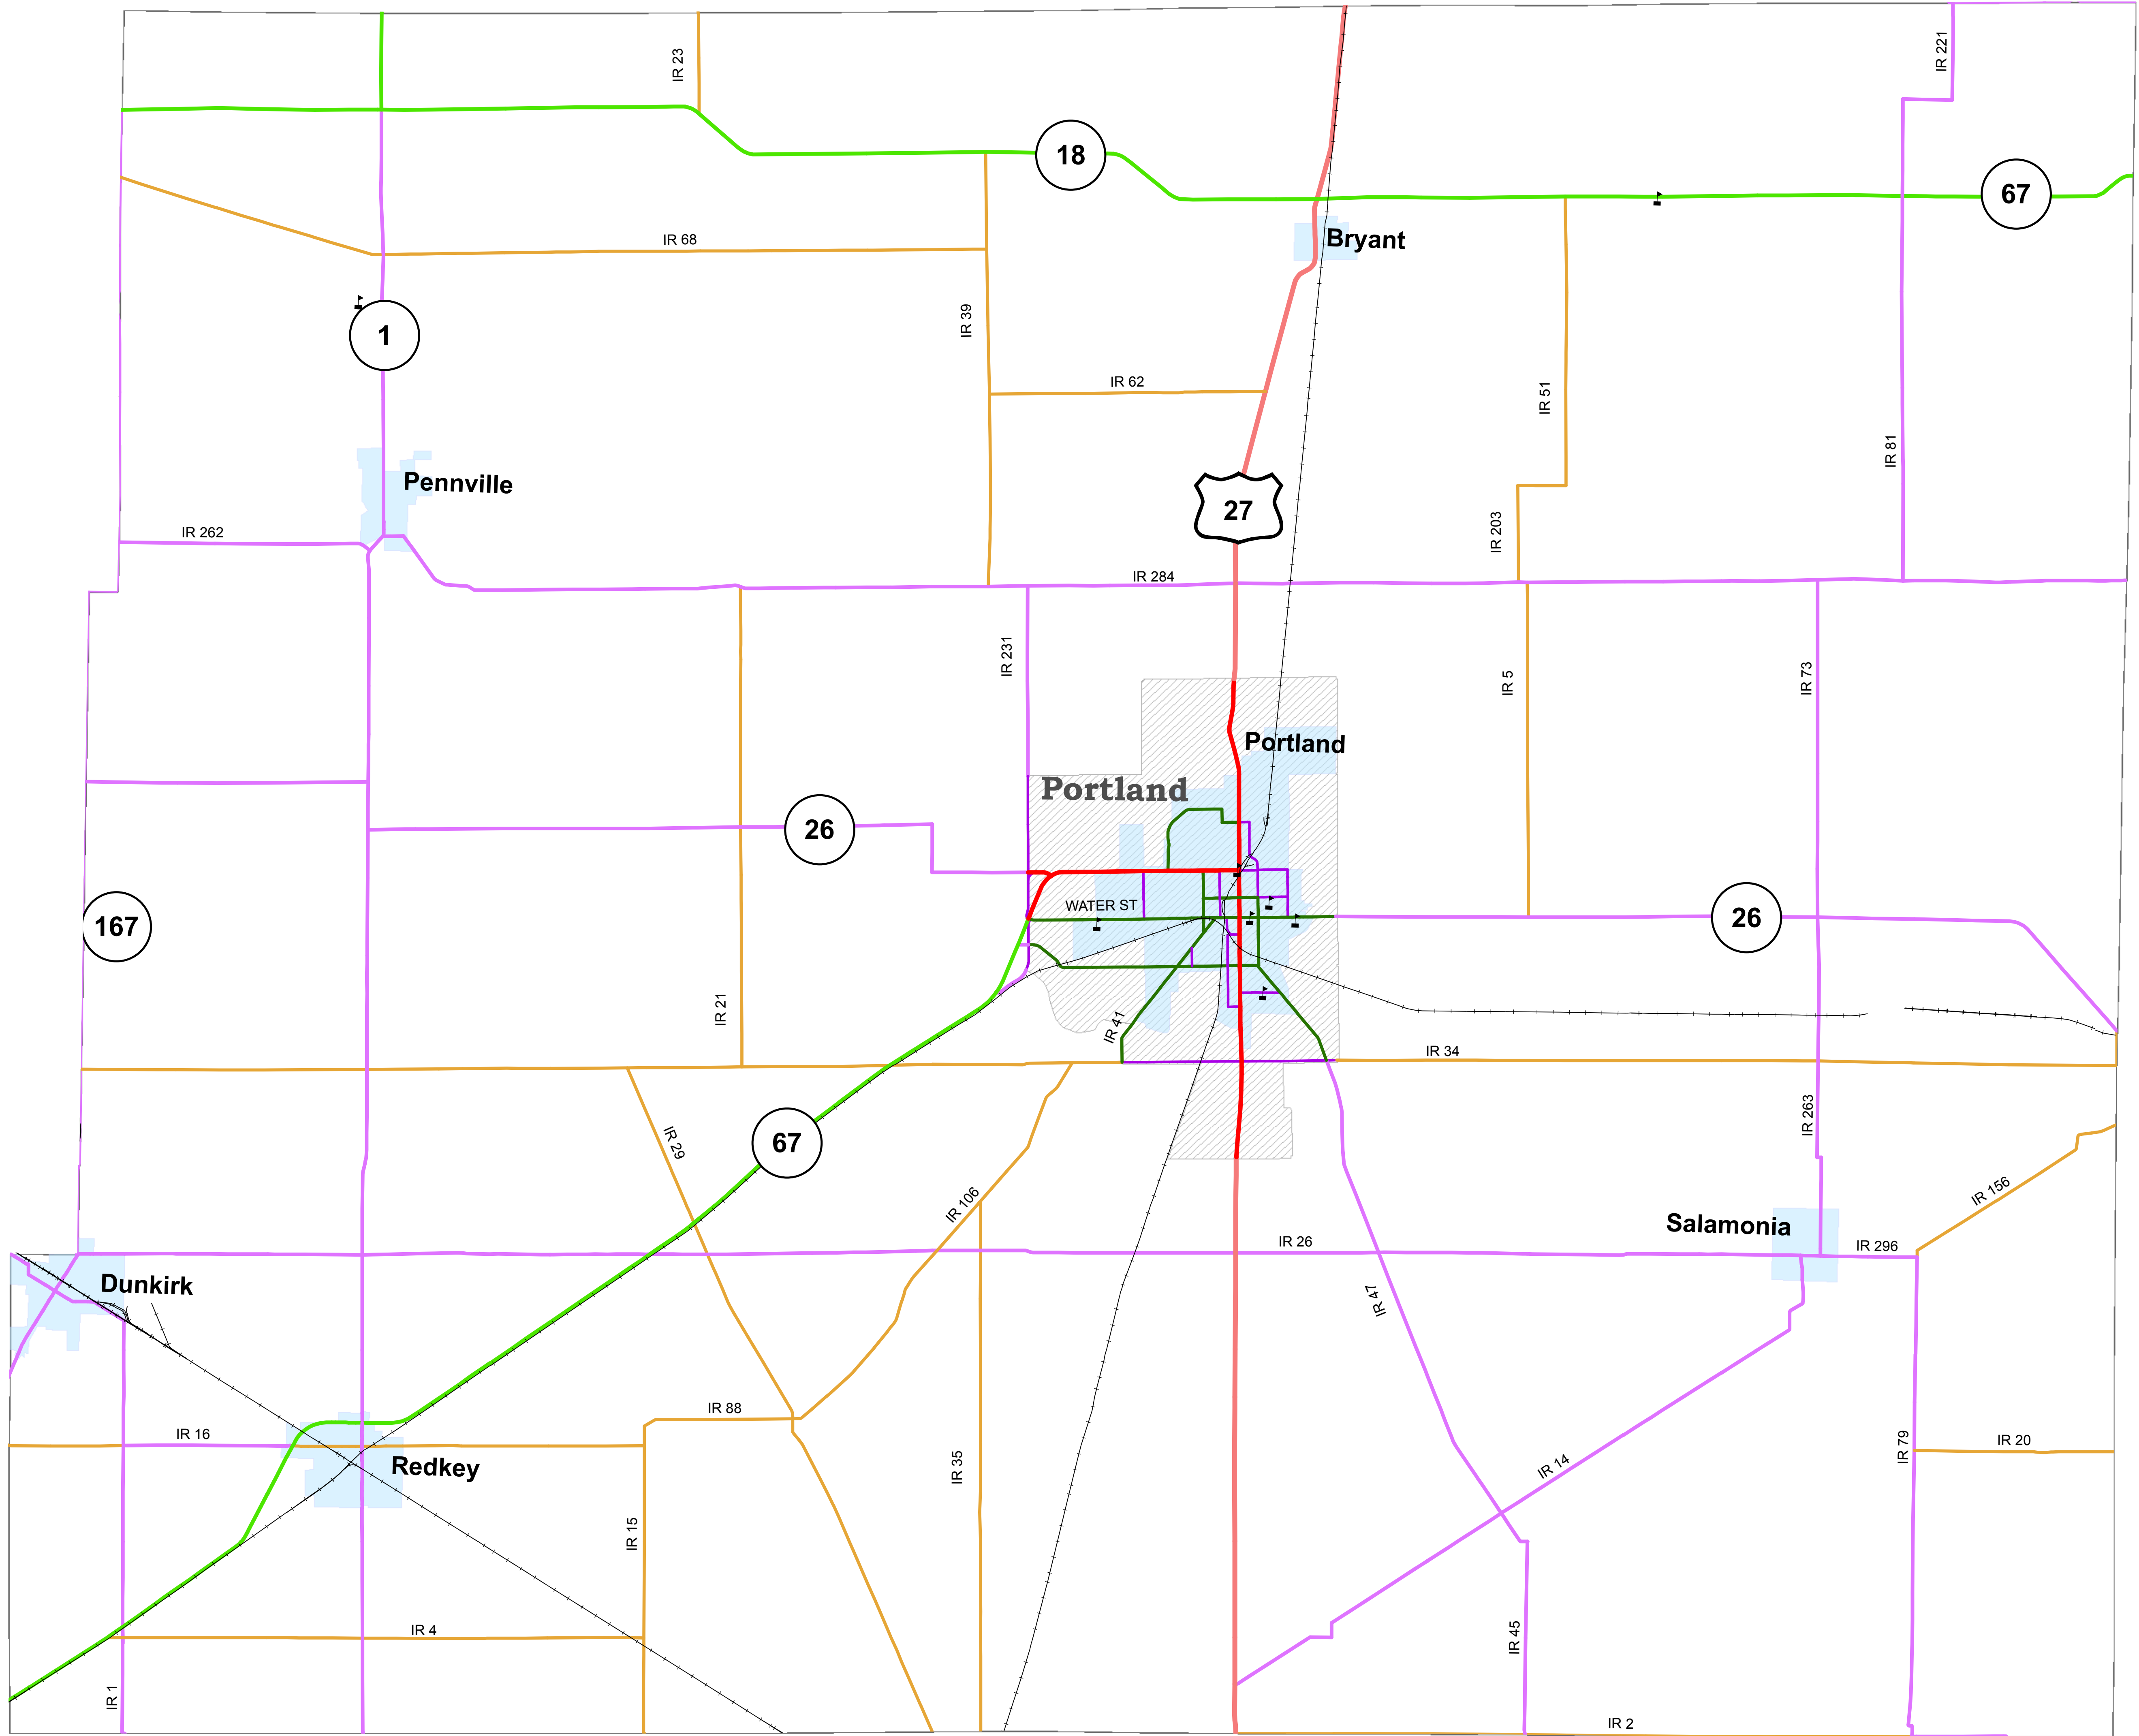 IR 23
IR 221
18
67
Bryant
IR 68
1
IR 39
IR 62
IR 51
IR 81
Pennville
27
IR 262
IR 203
IR 284
IR 231
IR 5
IR 73
Portland
Portland
26
WATER ST
167
26
IR 21
IR 41
IR 34
IR 29
67
IR 263
IR 106
IR 156
Salamonia
IR 26
IR 296
Dunkirk
IR 47
IR 88
IR 16
Redkey
IR 35
IR 14
IR 79
IR 20
IR 15
IR 4
IR 45
IR 1
IR 2